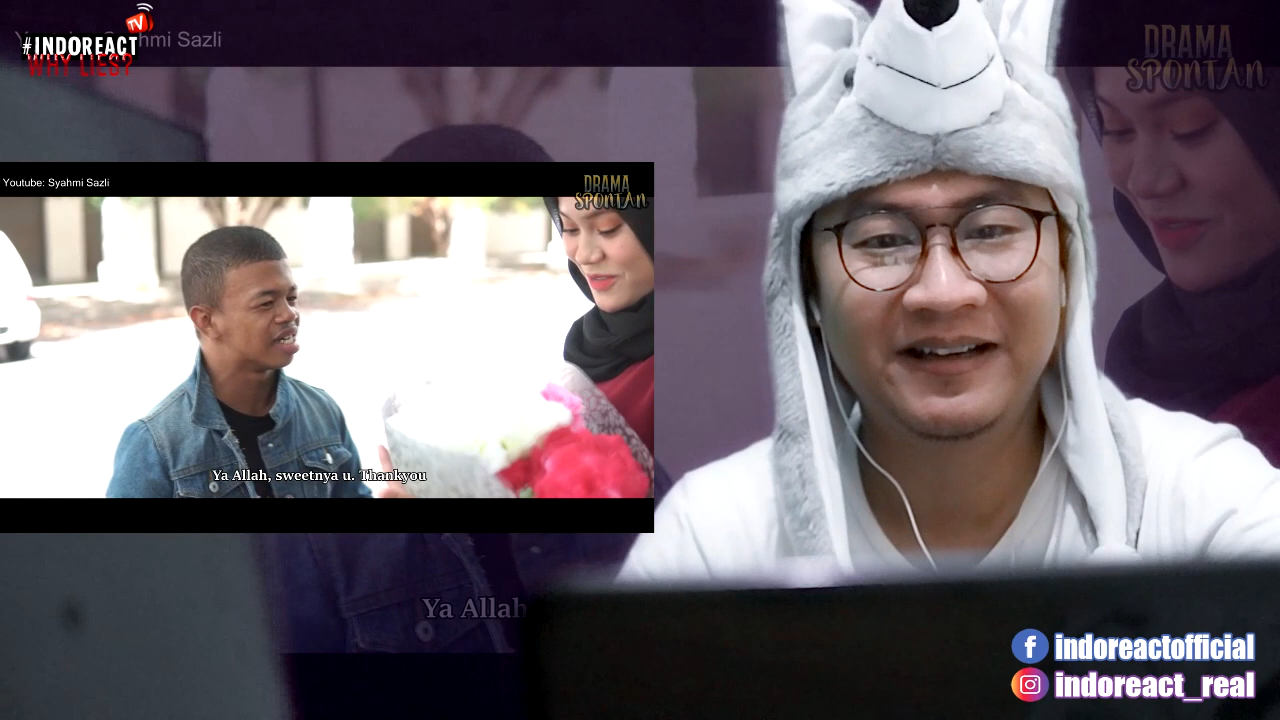 TV
#INDOREACT
WHY LIES?
hmi Sazli
DRAMA
SPONTAN
Youtube: Syahmi Sazli
DRAMA
SPONTAN
Ya Allah, sweetnya u. Thankyou
Ya Allah
indoreactofficial
indoreact_real